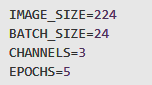 IMAGE_SIZE=224
BATCH_SIZE=24
CHANNELS=3
EPOCHS=5